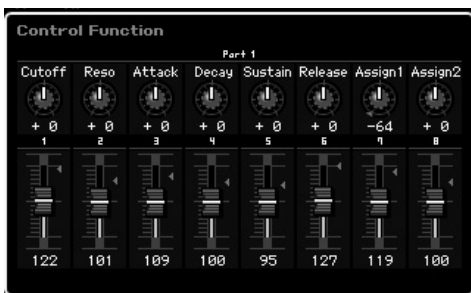 Control Function
Part 1
Cutoff Reso Attack Decay Sustain Release Assign1 Assign2
+ 0 + 0 + 0 + 0 + 0 + 0 -64 + 0
1 2 3 4 5 6 7 8
122 101 109 100 95 127 119 100